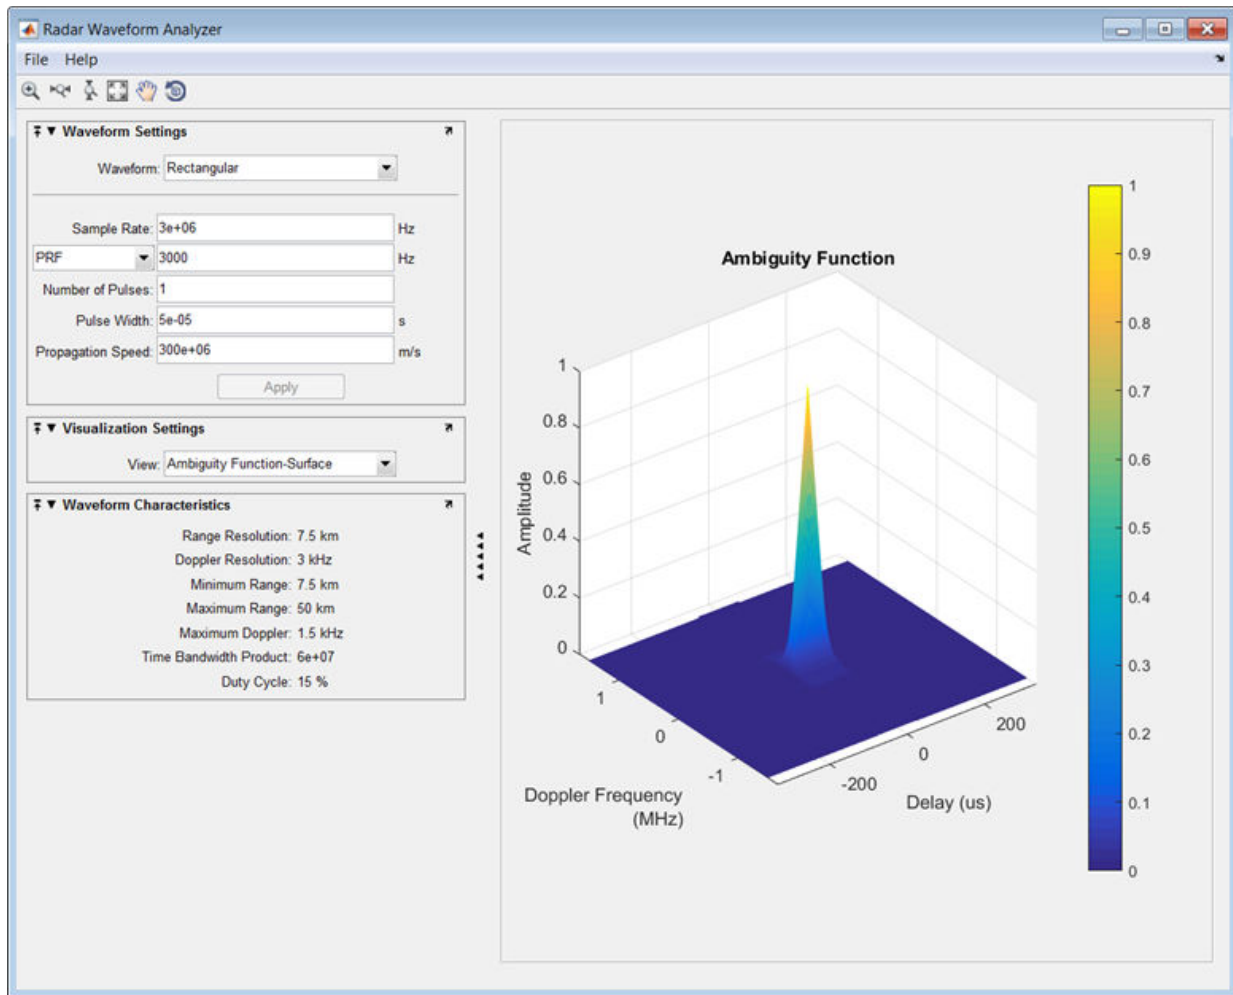 Radar Waveform Analyzer
File Help
Waveform Settings
Waveform: Rectangular
Sample Rate: 3e+06 Hz
PRF 3000 Hz
Number of Pulses: 1
Pulse Width: 5e-05 s
Propagation Speed: 300e+06 m/s
Apply
Visualization Settings
View: Ambiguity Function-Surface
Waveform Characteristics
Range Resolution: 7.5 km
Doppler Resolution: 3 kHz
Minimum Range: 7.5 km
Maximum Range: 50 km
Maximum Doppler: 1.5 kHz
Time Bandwidth Product: 6e+07
Duty Cycle: 15 %
Ambiguity Function
Amplitude
1
0.8
0.6
0.4
0.2
0
1
0
-1
Doppler Frequency
(MHz)
-200
0
200
Delay (us)
1
0.9
0.8
0.7
0.6
0.5
0.4
0.3
0.2
0.1
0